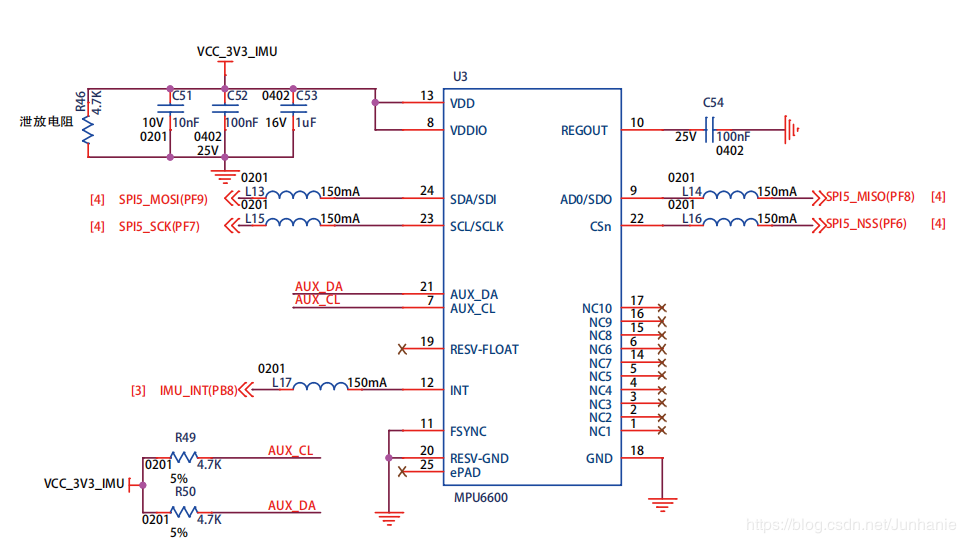 VCC_3V3_IMU
R46
4.7K
泄放电阻
C51
10V 10nF
0201
C52
100nF
0402
25V
0402 C53
16V 1uF
U3
13 VDD
8 VDDIO
REGOUT 10
C54
25V 100nF
0402
[4] SPI5_MOSI(PF9)
0201
L13 150mA
24 SDA/SDI
[4] SPI5_SCK(PF7)
0201
L15 150mA
23 SCL/SCLK
AD0/SDO 9
0201
L14 150mA
SPI5_MISO(PF8) [4]
CSn 22
0201
L16 150mA
SPI5_NSS(PF6) [4]
AUX_DA 21 AUX_DA
AUX_CL 7 AUX_CL
19 RESV-FLOAT
NC10 17
NC9 16
NC8 15
NC6 6
NC7 14
NC5 5
NC4 4
NC3 3
NC2 2
NC1 1
[3] IMU_INT(PB8)
0201
L17 150mA
12 INT
11 FSYNC
20 RESV-GND
25 ePAD
GND 18
MPU6600
R49
0201 4.7K
5%
AUX_CL
VCC_3V3_IMU
R50
0201 4.7K
5%
AUX_DA
https://blog.csdn.net/Junhanie